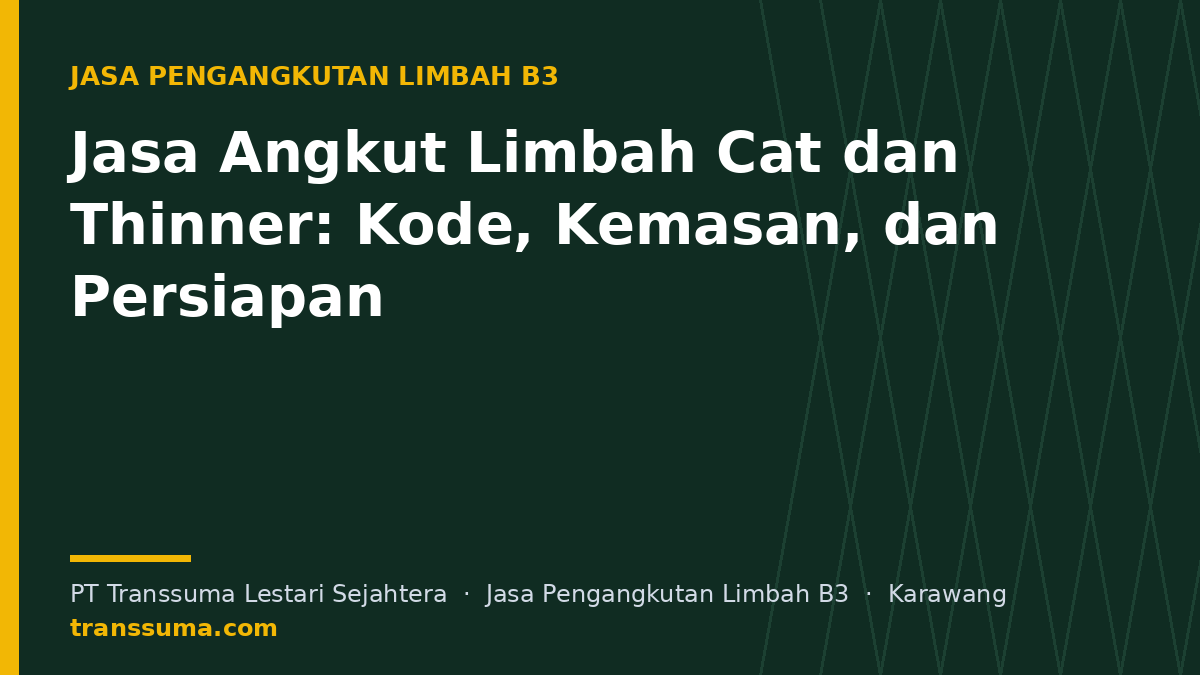 JASA PENGANGKUTAN LIMBAH B3
Jasa Angkut Limbah Cat dan
Thinner: Kode, Kemasan, dan
Persiapan
PT Transsuma Lestari Sejahtera · Jasa Pengangkutan Limbah B3 · Karawang
transsuma.com